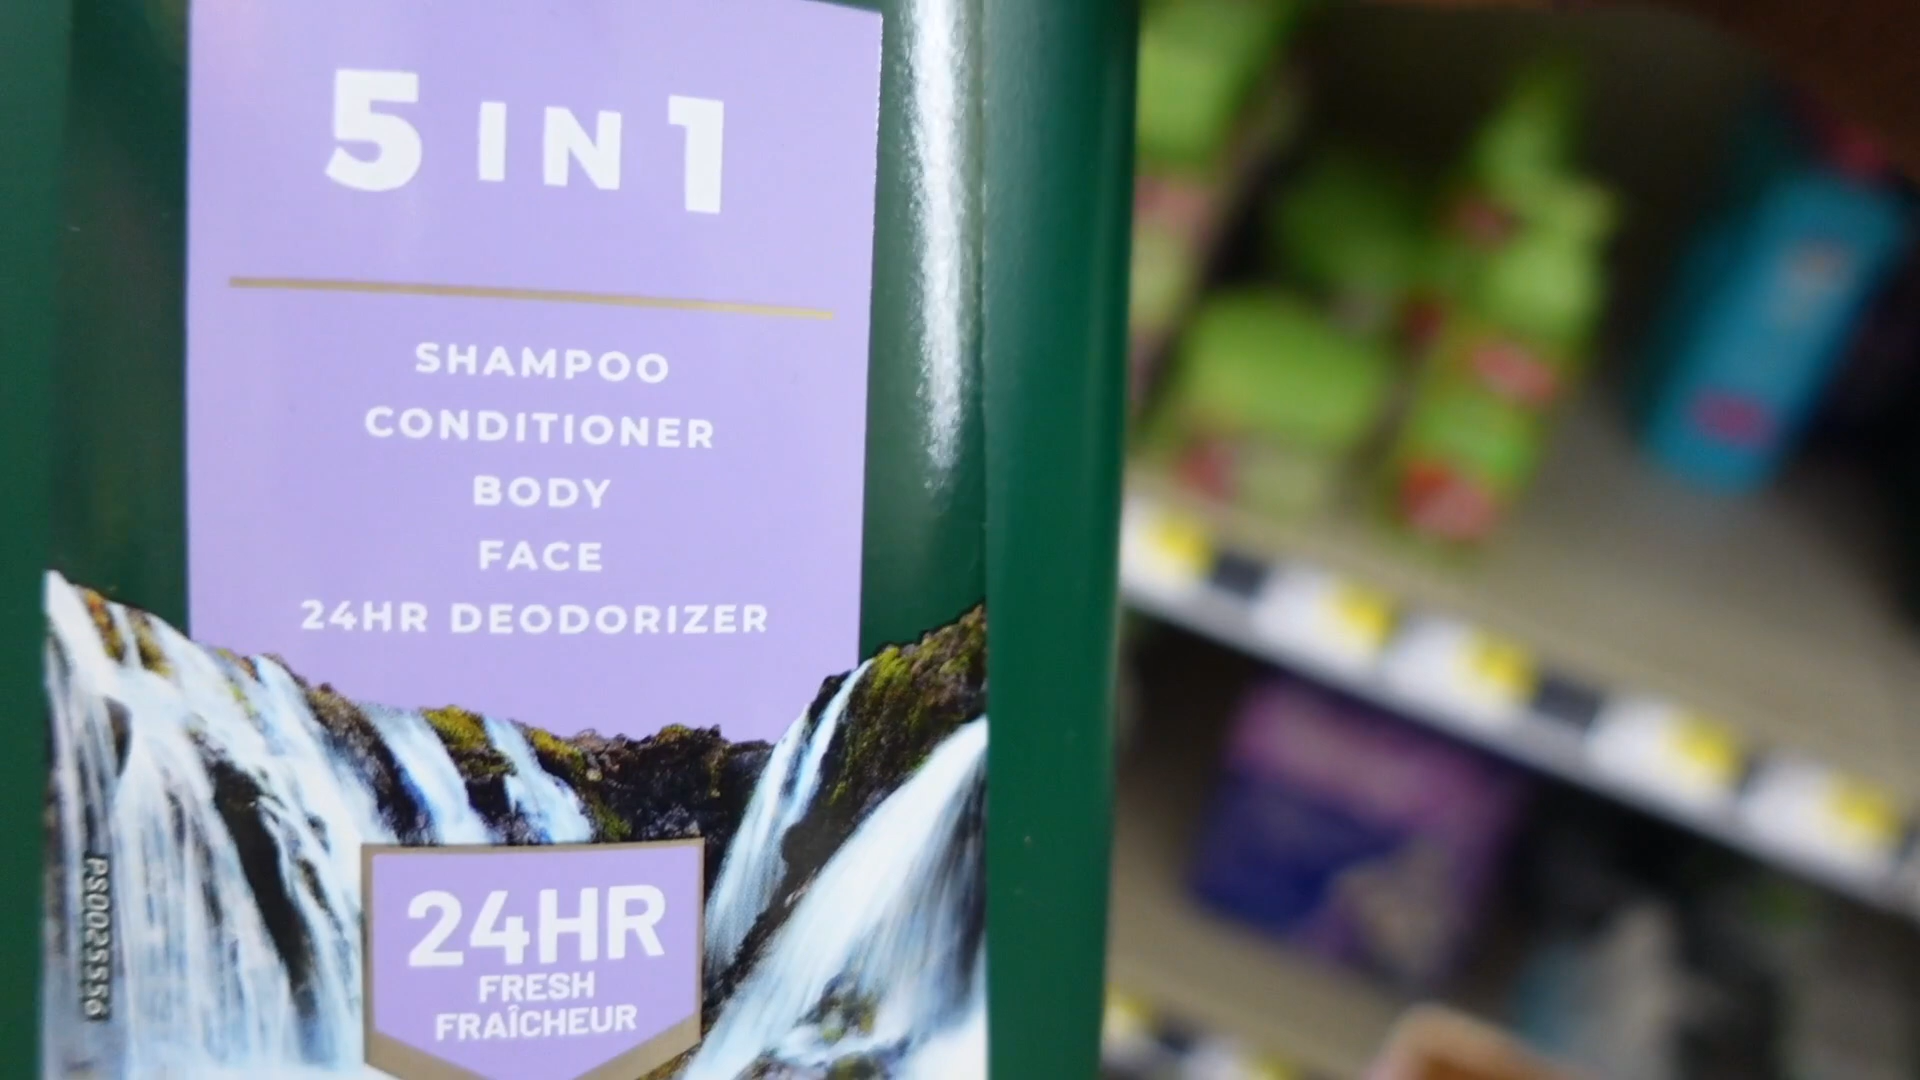 5 IN 1
SHAMPOO
CONDITIONER
BODY
FACE
24HR DEODORIZER
24HR
FRESH
FRAÎCHEUR
PS0025556